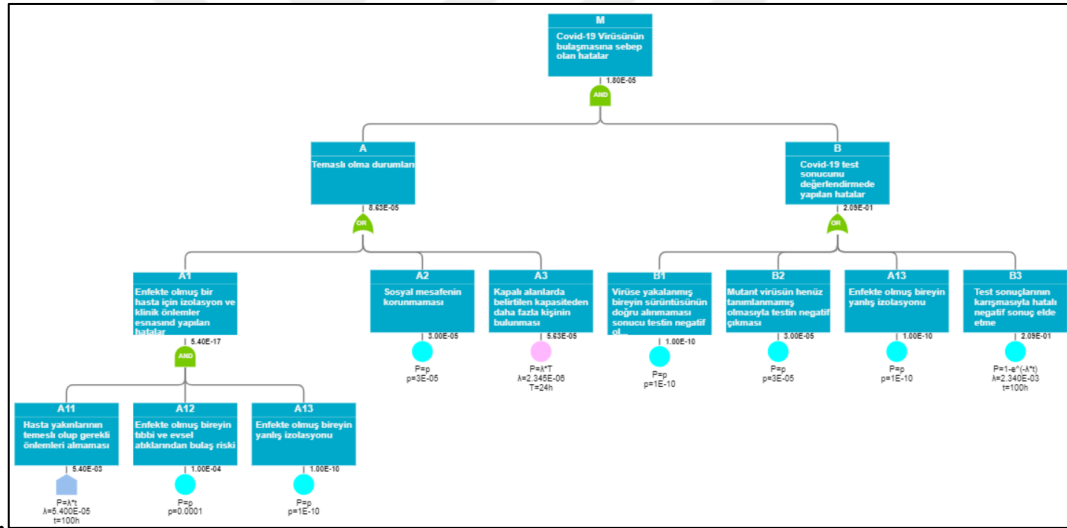 M
Covid-19 Virüsünün
bulaşmasına sebep
olan hatalar
1.80E-05
AND
A
Temaslı olma durumları
8.63E-05
OR
B
Covid-19 test
sonucunu
değerlendirmede
yapılan hatalar
2.09E-01
OR
A1
Enfekte olmuş bir
hasta için izolasyon ve
klinik önlemler
esnasında yapılan
hatalar
5.40E-17
AND
A2
Sosyal mesafenin
korunmaması
3.00E-05
P=p
p=3E-05
A3
Kapalı alanlarda
belirtilen kapasiteden
daha fazla kişinin
bulunması
5.63E-05
P=λ*T
λ=2.345E-06
T=24h
B1
Virüse yakalanmış
bireyin sürüntüsünün
doğru alınmaması
sonucu testin negatif
ol...
1.00E-10
P=p
p=1E-10
B2
Mutant virüsün henüz
tanımlanmamış
olmasıyla testin negatif
çıkması
3.00E-05
P=p
p=3E-05
A13
Enfekte olmuş bireyin
yanlış izolasyonu
1.00E-10
P=p
p=1E-10
B3
Test sonuçlarının
karışmasıyla hatalı
negatif sonuç elde
etme
2.09E-01
P=1-e^(-λ*t)
λ=2.340E-03
t=100h
A11
Hasta yakınlarının
temeslı olup gerekli
önlemleri almaması
5.40E-03
P=λ*t
λ=5.400E-05
t=100h
A12
Enfekte olmuş bireyin
tıbbi ve evsel
atıklarından bulaş riski
1.00E-04
P=p
p=0.0001
A13
Enfekte olmuş bireyin
yanlış izolasyonu
1.00E-10
P=p
p=1E-10